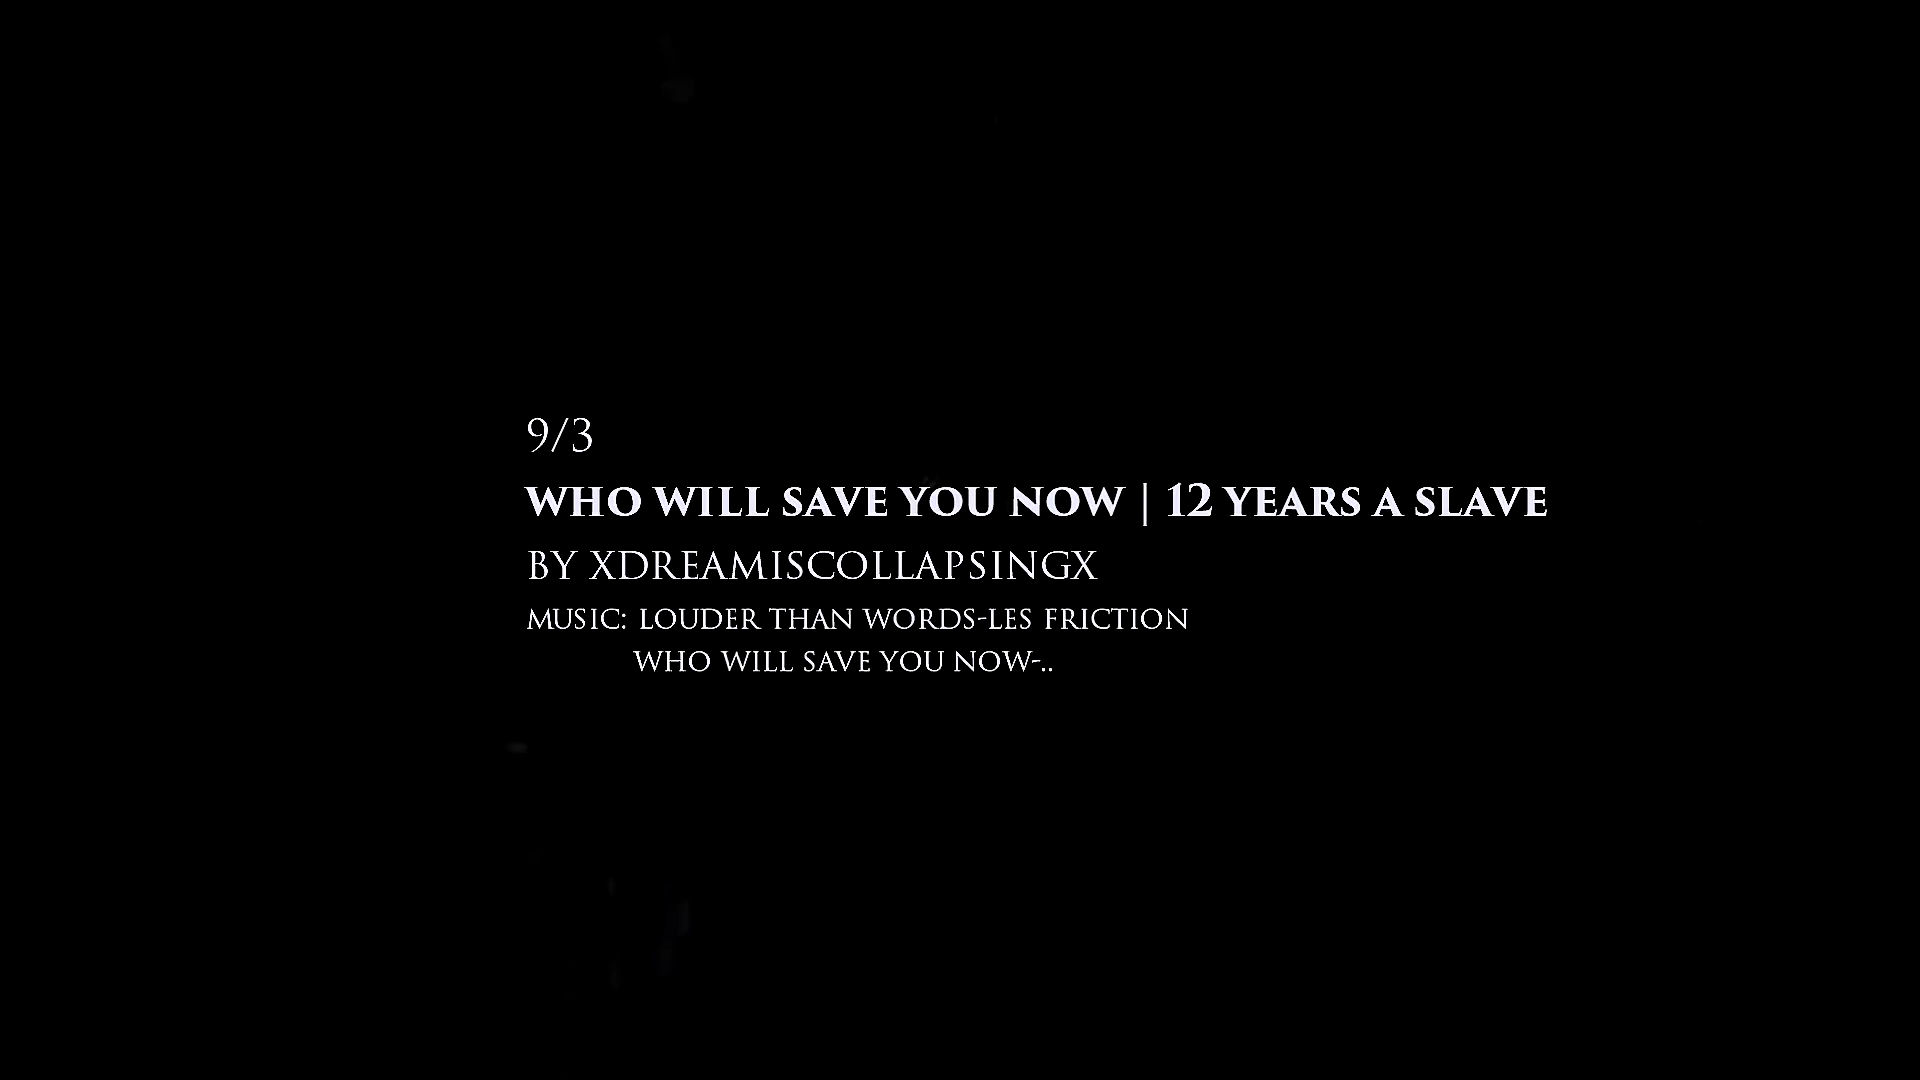 9/3
WHO WILL SAVE YOU NOW | 12 YEARS A SLAVE
BY XDREAMISCOLLAPSINGX
MUSIC: LOUDER THAN WORDS-LES FRICTION
WHO WILL SAVE YOU NOW-..